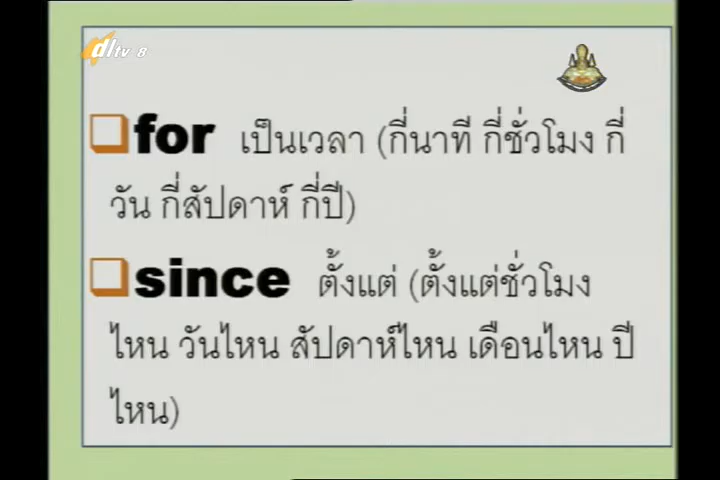 dltv-8
for เป็นเวลา (กี่นาที กี่ชั่วโมง กี่
วัน กี่สัปดาห์ กี่ปี)
since ตั้งแต่ (ตั้งแต่ชั่วโมง
ไหน วันไหน สัปดาห์ไหน เดือนไหน ปี
ไหน)